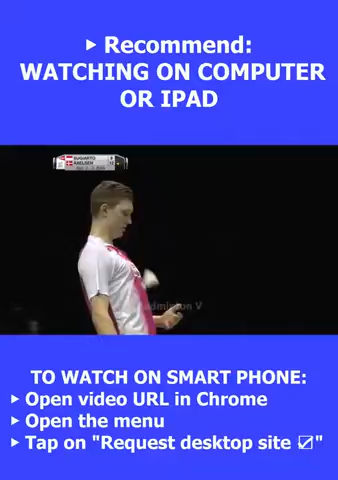 ▶ Recommend:
WATCHING ON COMPUTER
OR IPAD
SUGIARTO
AXELSEN
Badminton V
TO WATCH ON SMART PHONE:
▶ Open video URL in Chrome
▶ Open the menu
▶ Tap on "Request desktop site ☑"